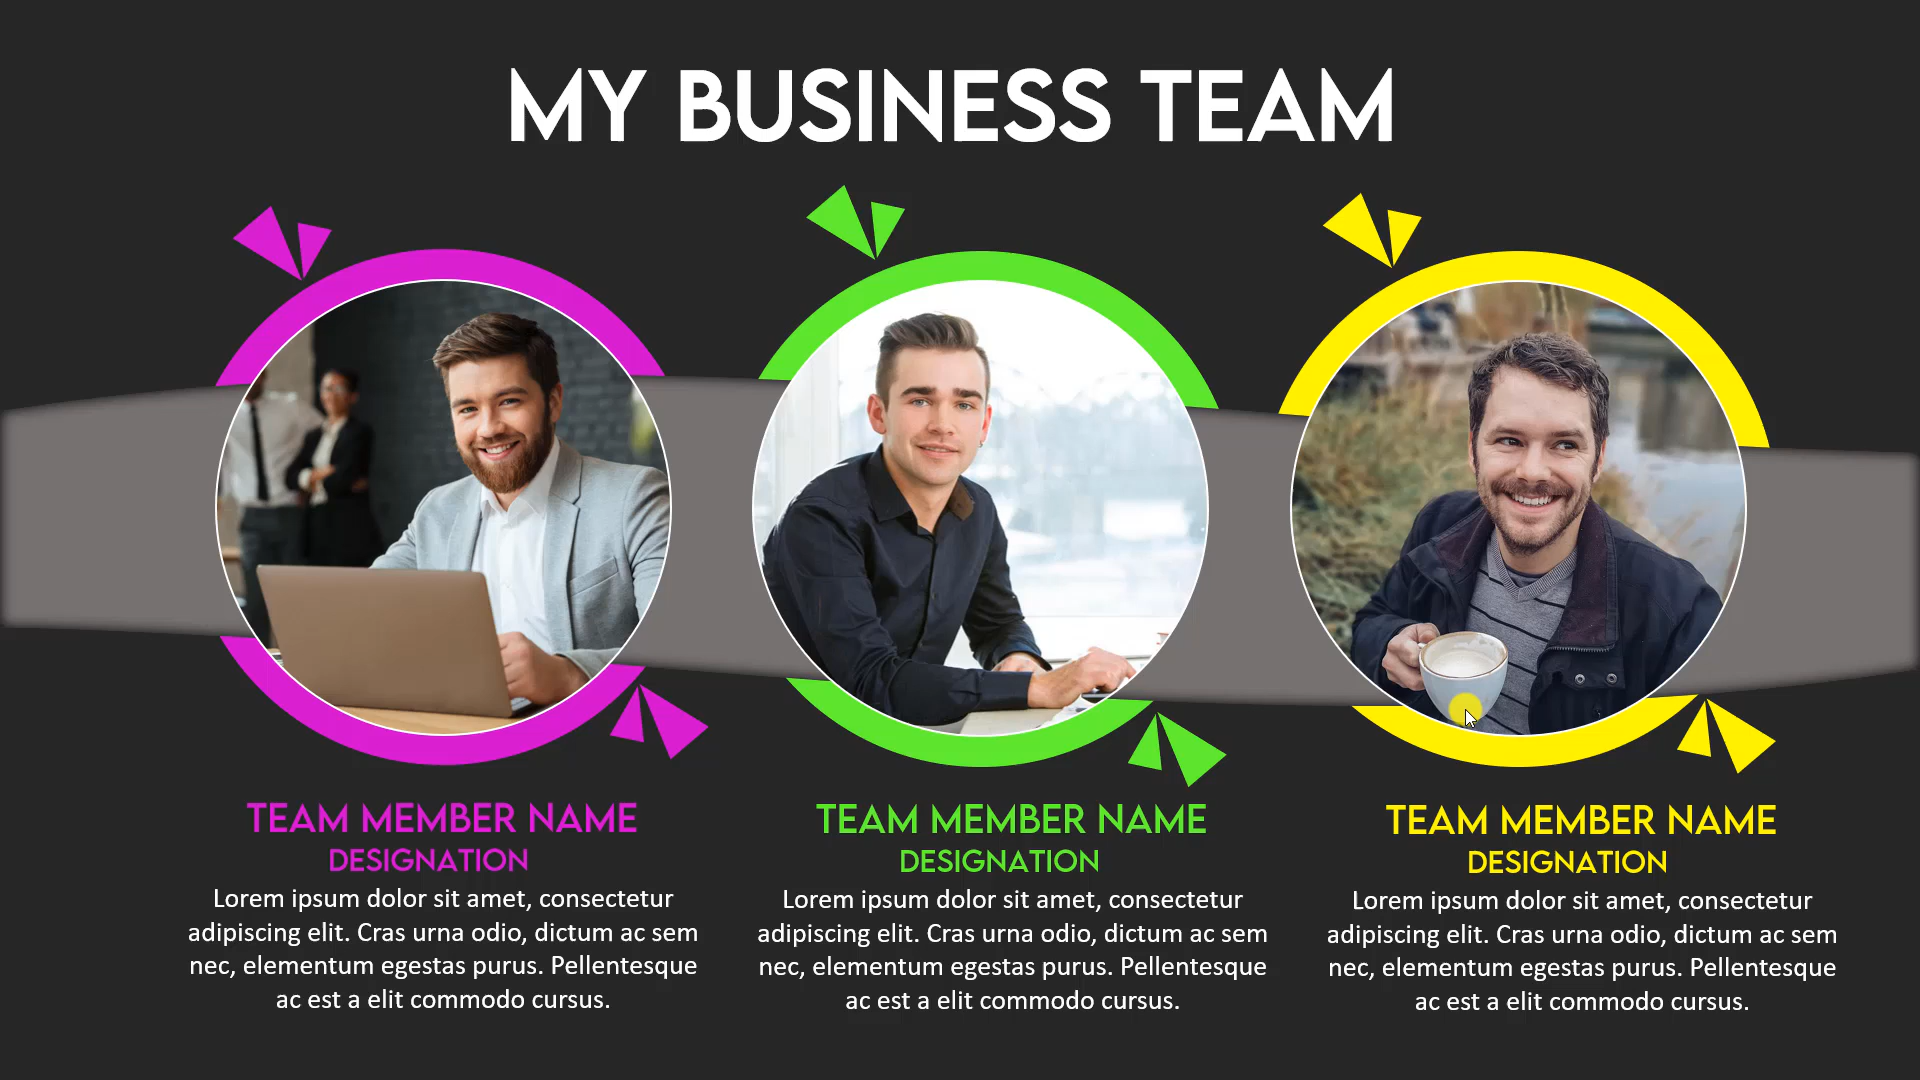 MY BUSINESS TEAM
TEAM MEMBER NAME
DESIGNATION
Lorem ipsum dolor sit amet, consectetur
adipiscing elit. Cras urna odio, dictum ac sem
nec, elementum egestas purus. Pellentesque
ac est a elit commodo cursus.
TEAM MEMBER NAME
DESIGNATION
Lorem ipsum dolor sit amet, consectetur
adipiscing elit. Cras urna odio, dictum ac sem
nec, elementum egestas purus. Pellentesque
ac est a elit commodo cursus.
TEAM MEMBER NAME
DESIGNATION
Lorem ipsum dolor sit amet, consectetur
adipiscing elit. Cras urna odio, dictum ac sem
nec, elementum egestas purus. Pellentesque
ac est a elit commodo cursus.